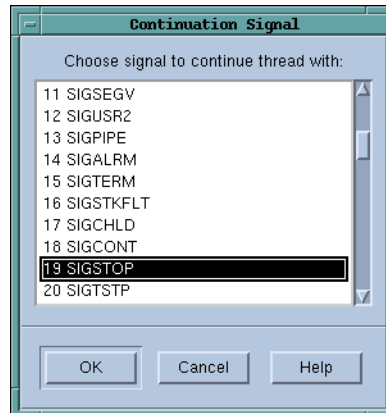 Continuation Signal
Choose signal to continue thread with:
11 SIGSEGV
12 SIGUSR2
13 SIGPIPE
14 SIGALRM
15 SIGTERM
16 SIGSTKFLT
17 SIGCHLD
18 SIGCONT
19 SIGSTOP
20 SIGTSTP
OK Cancel Help